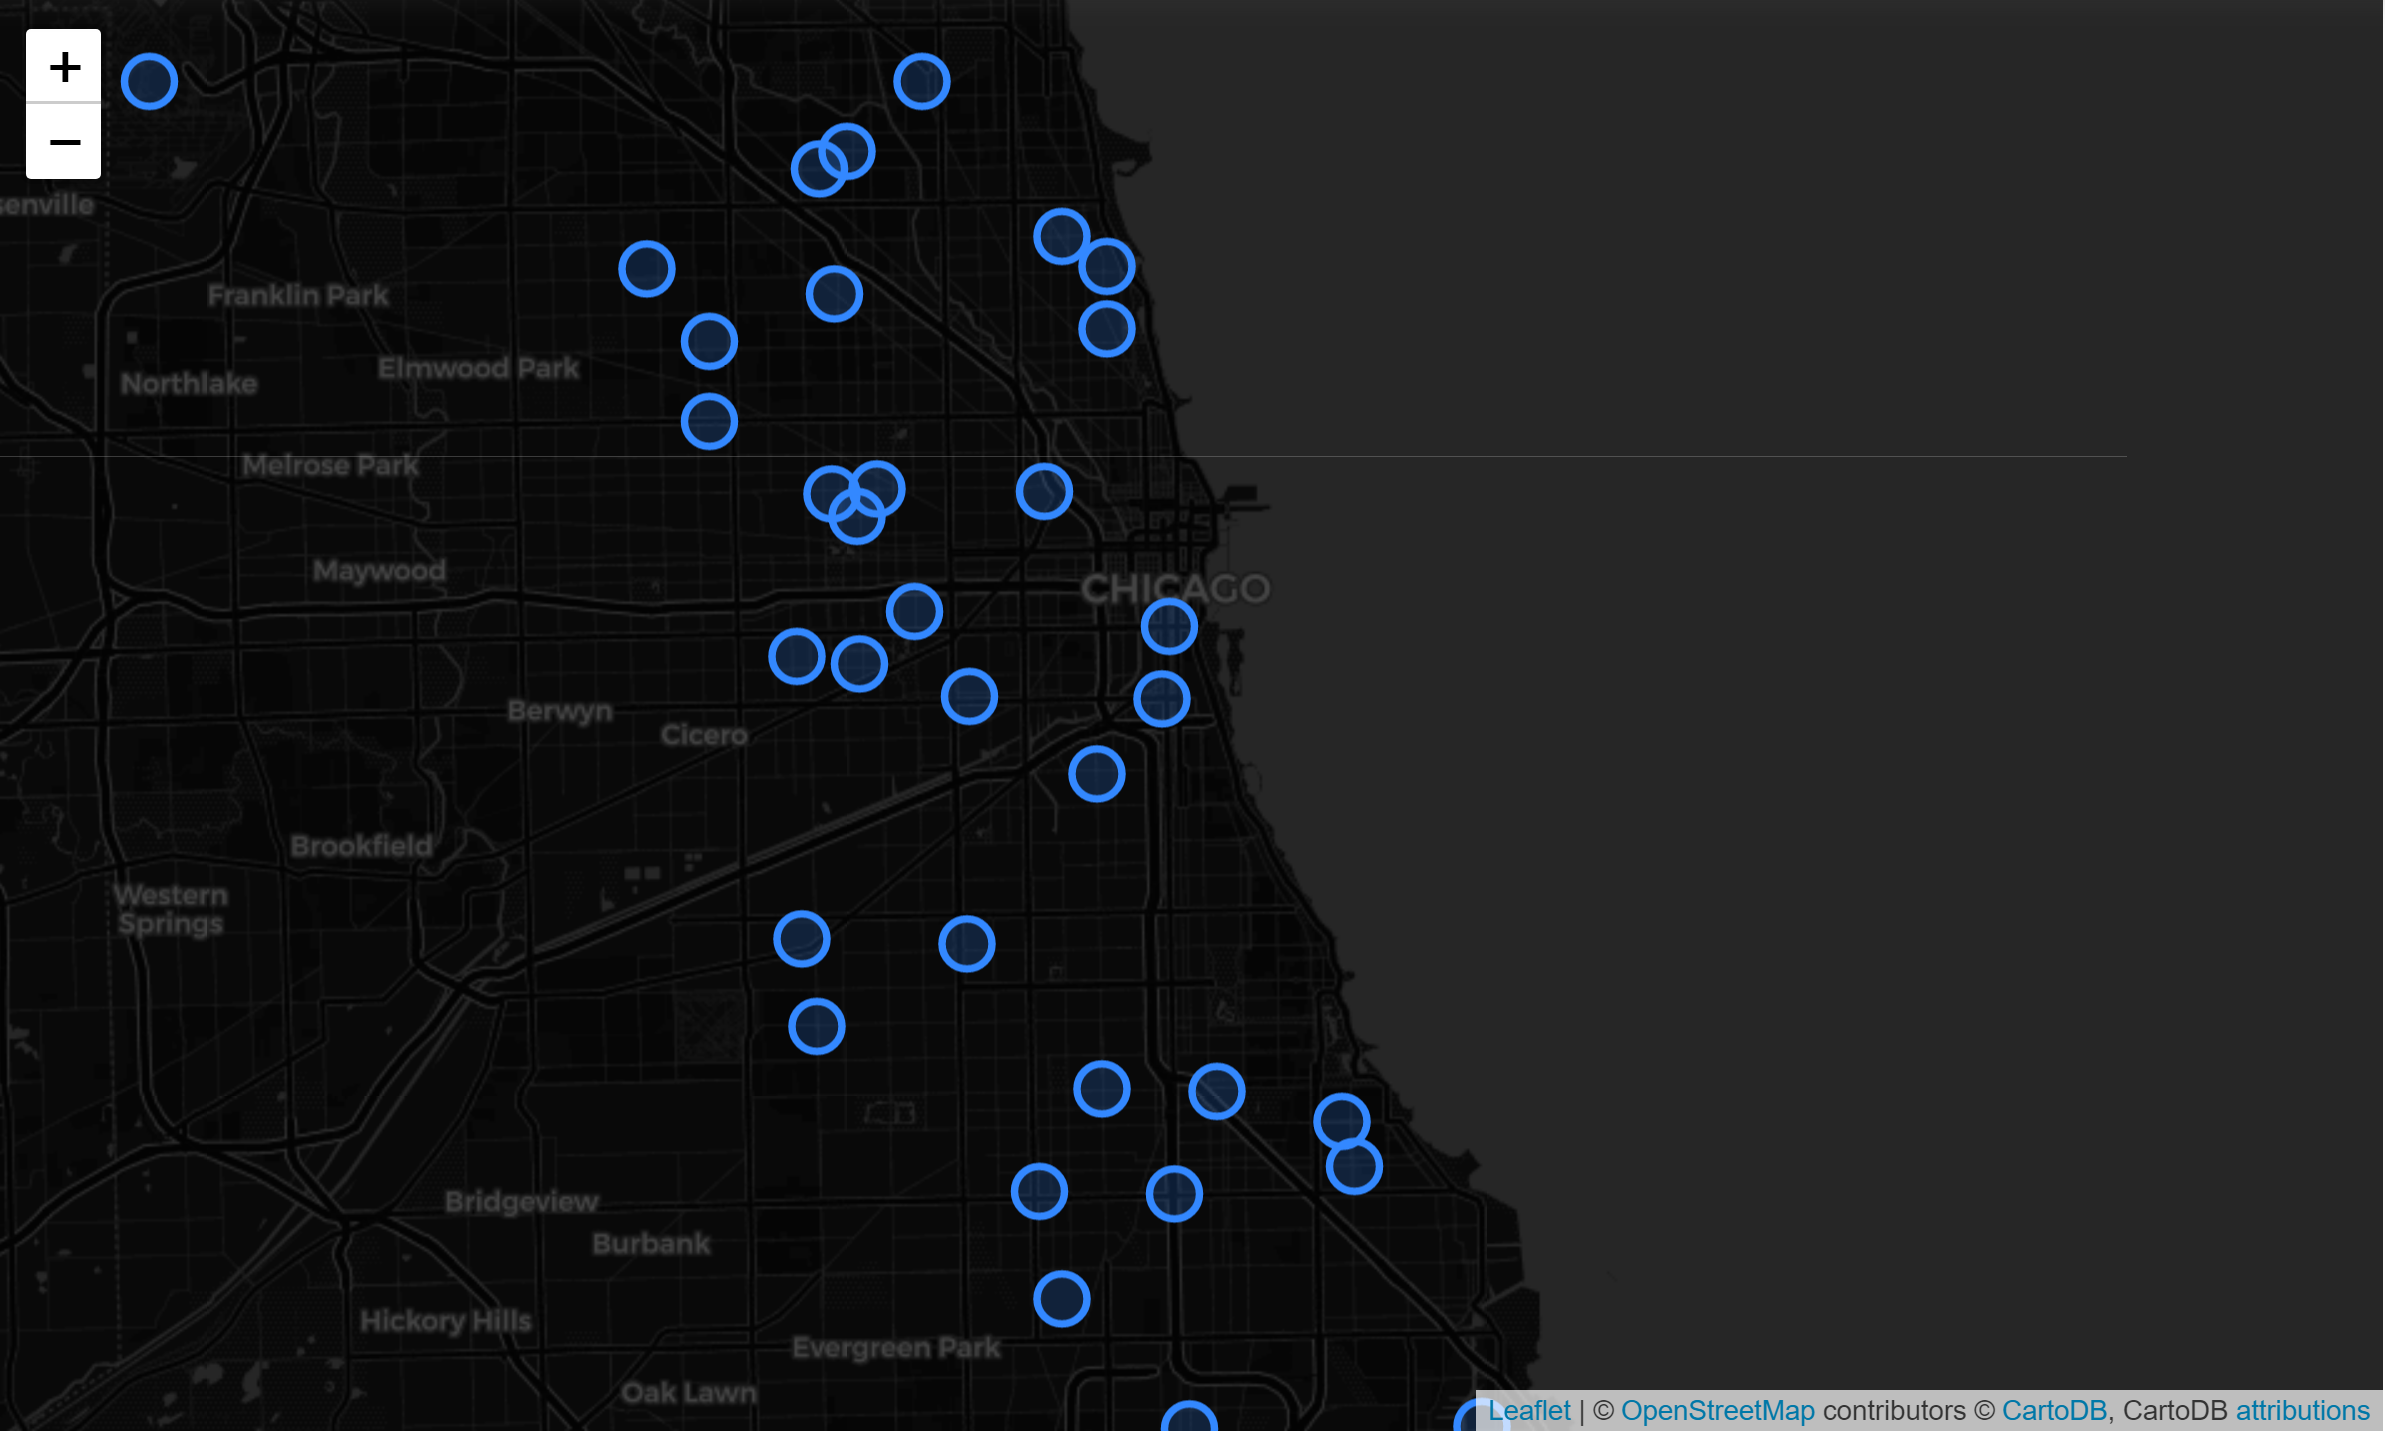 +
−
senville
Franklin Park
Elmwood Park
Northlake
Melrose Park
Maywood
CHICAGO
Berwyn
Cicero
Brookfield
Western
Springs
Bridgeview
Burbank
Hickory Hills
Evergreen Park
Oak Lawn
Leaflet | © OpenStreetMap contributors © CartoDB, CartoDB attributions